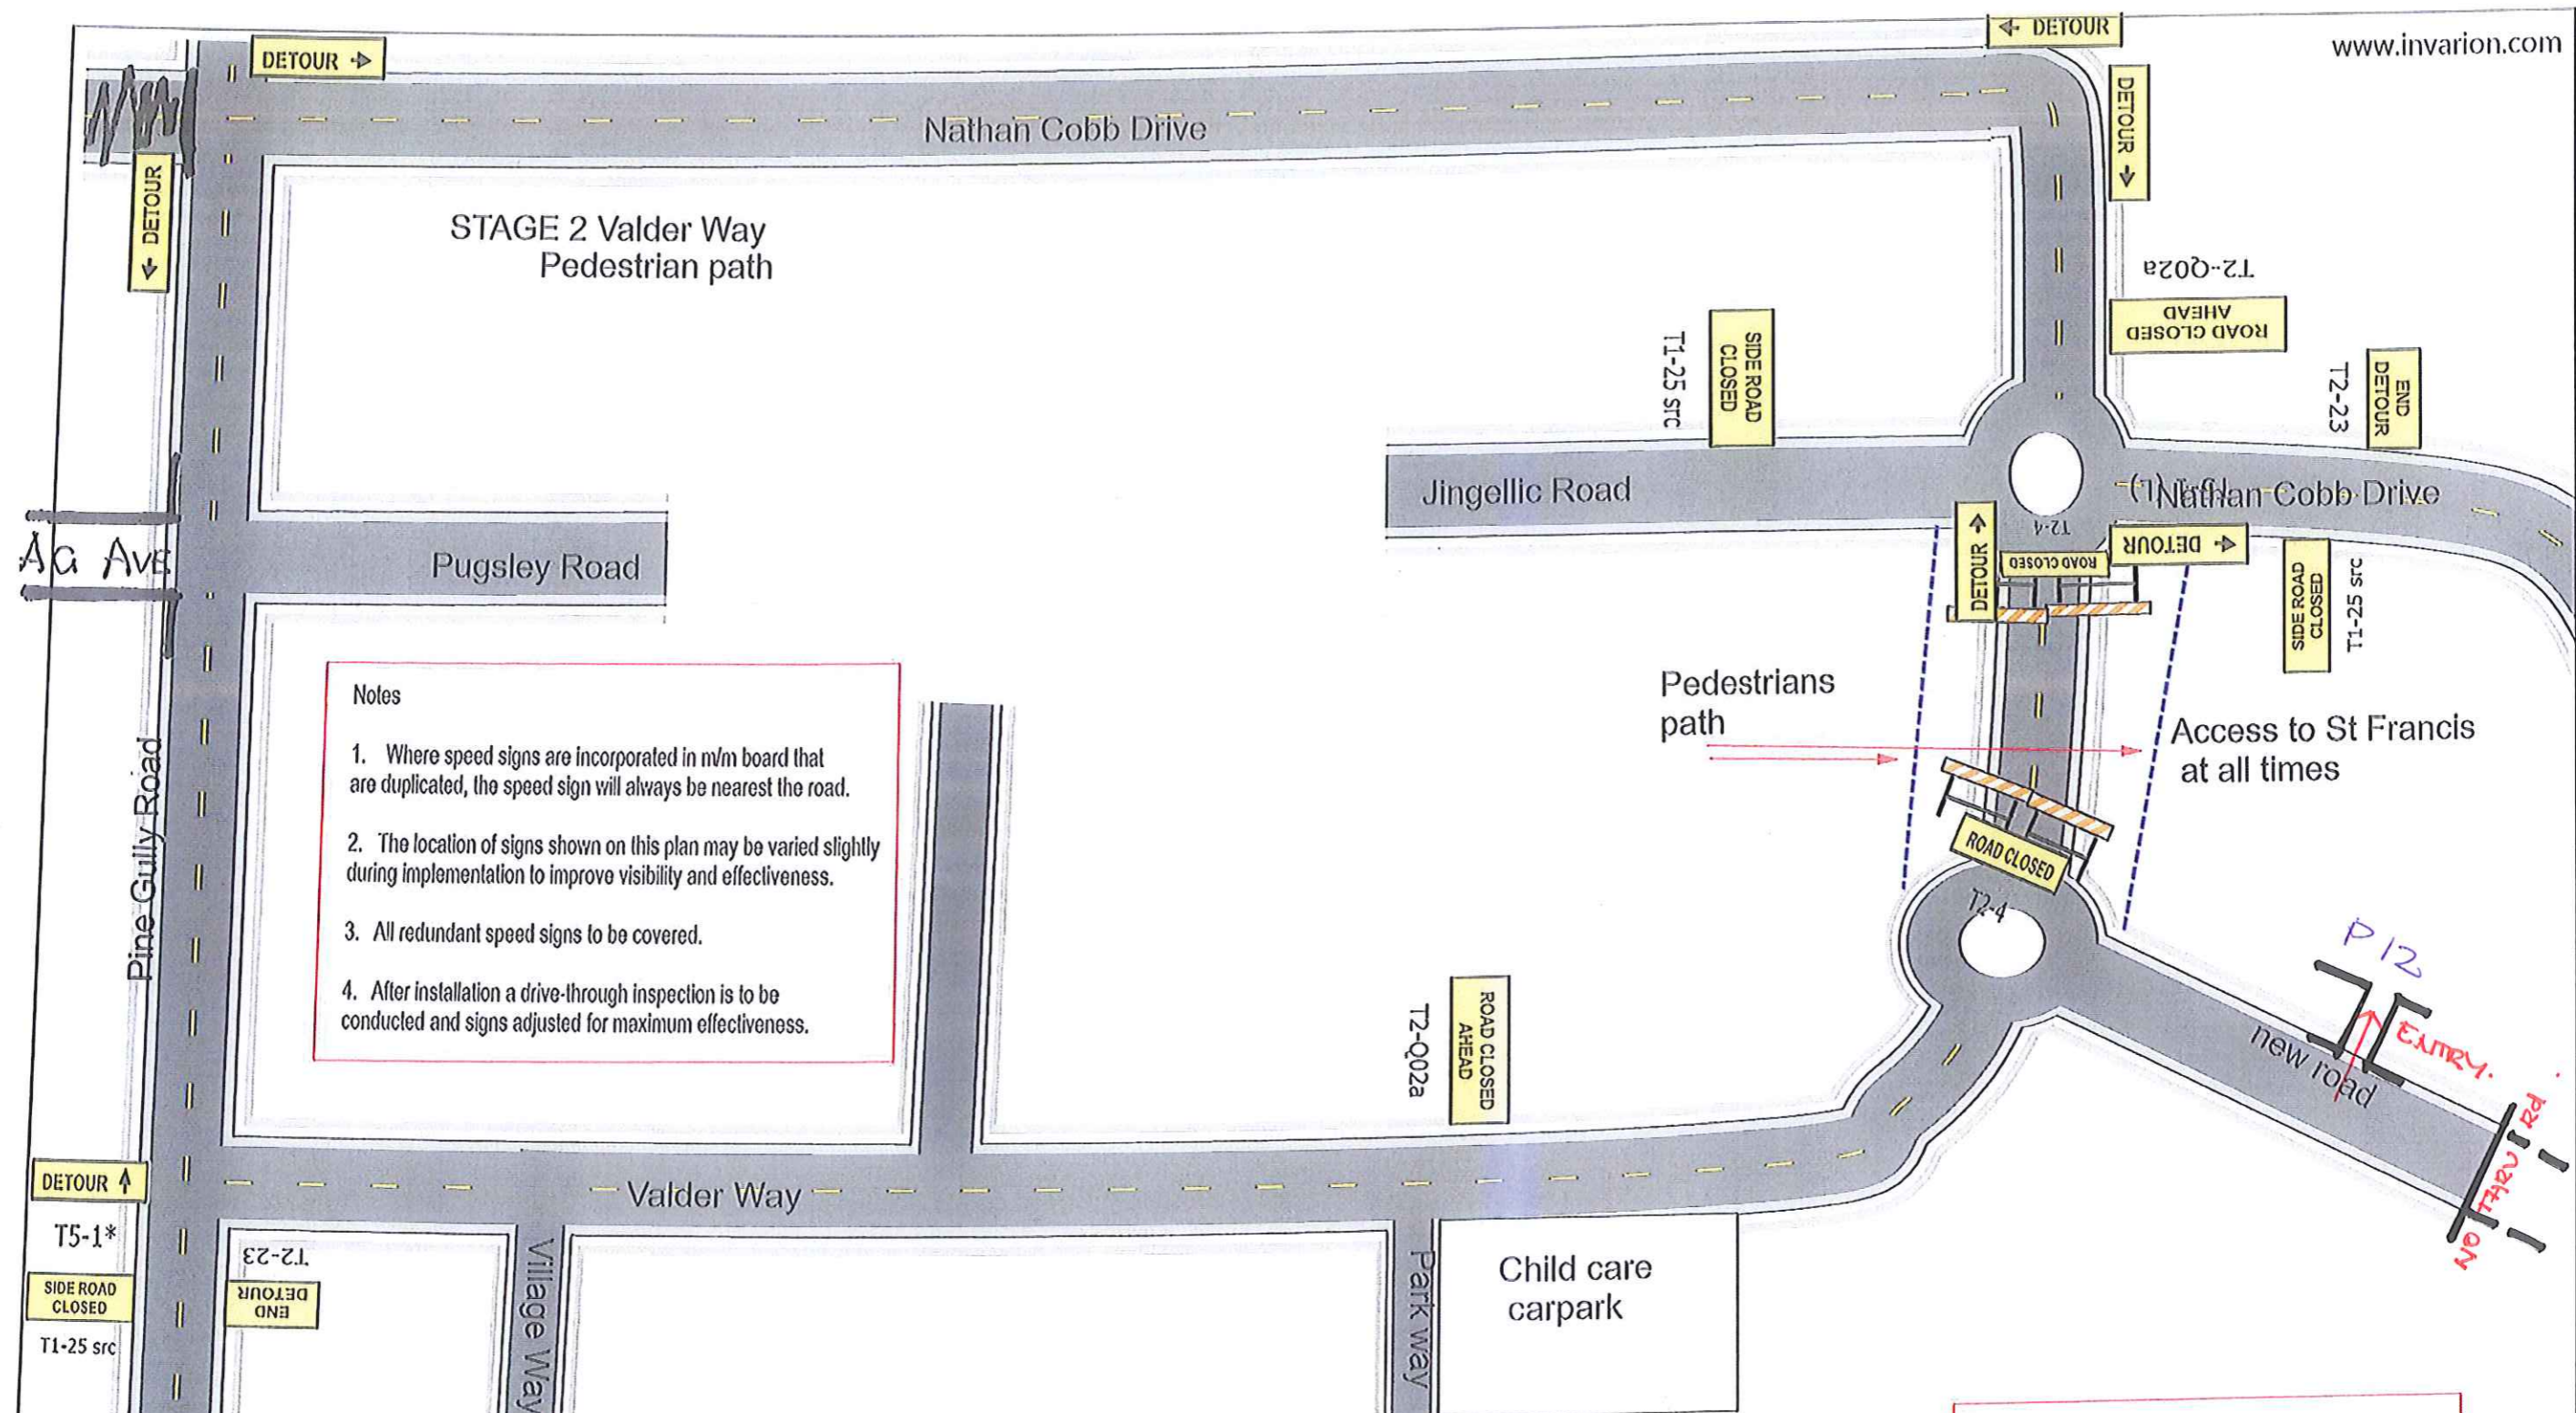 DETOUR →
← DETOUR
www.invarion.com
DETOUR →
Nathan Cobb Drive
← DETOUR
STAGE 2 Valder Way
Pedestrian path
T2-Q02a
ROAD CLOSED
AHEAD
SIDE ROAD
CLOSED
T1-25 src
END
DETOUR
T2-23
Jingellic Road
Nathan Cobb Drive
T2-4
DETOUR →
ROAD CLOSED
DETOUR →
SIDE ROAD
CLOSED
T1-25 src
Aa Ave
Pugsley Road
Pedestrians
path
Access to St Francis
at all times
Notes
1. Where speed signs are incorporated in m/m board that
are duplicated, the speed sign will always be nearest the road.
2. The location of signs shown on this plan may be varied slightly
during implementation to improve visibility and effectiveness.
3. All redundant speed signs to be covered.
4. After installation a drive-through inspection is to be
conducted and signs adjusted for maximum effectiveness.
Pine Gully Road
ROAD CLOSED
T2-4
P12
ENTRY.
new road
NO THRU Rd
ROAD CLOSED
AHEAD
T2-Q02a
DETOUR ↑
Valder Way
T5-1*
T2-23
SIDE ROAD
CLOSED
END
DETOUR
T1-25 src
Village Way
Park way
Child care
carpark